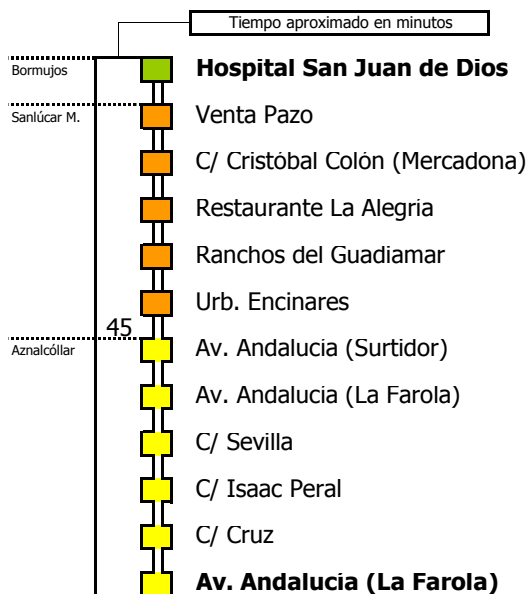 Tiempo aproximado en minutos
Bormujos
Hospital San Juan de Dios
Sanlúcar M.
Venta Pazo
C/ Cristóbal Colón (Mercadona)
Restaurante La Alegria
Ranchos del Guadiamar
Urb. Encinares
45
Aznalcóllar
Av. Andalucia (Surtidor)
Av. Andalucia (La Farola)
C/ Sevilla
C/ Isaac Peral
C/ Cruz
Av. Andalucia (La Farola)